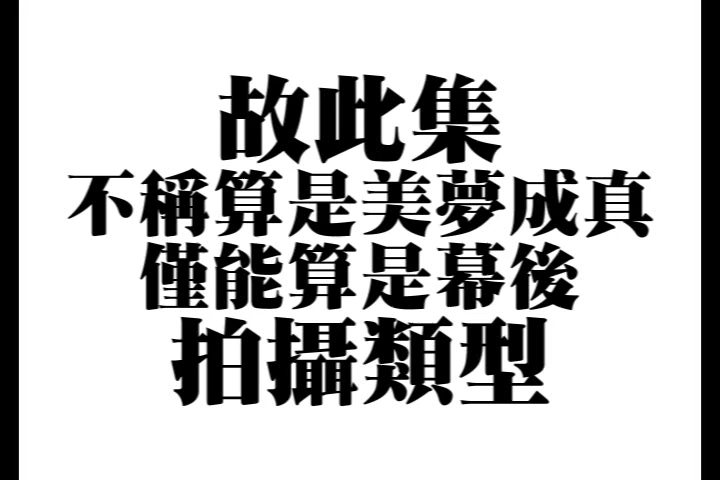 故此集
不稱算是美夢成真
僅能算是幕後
拍攝類型